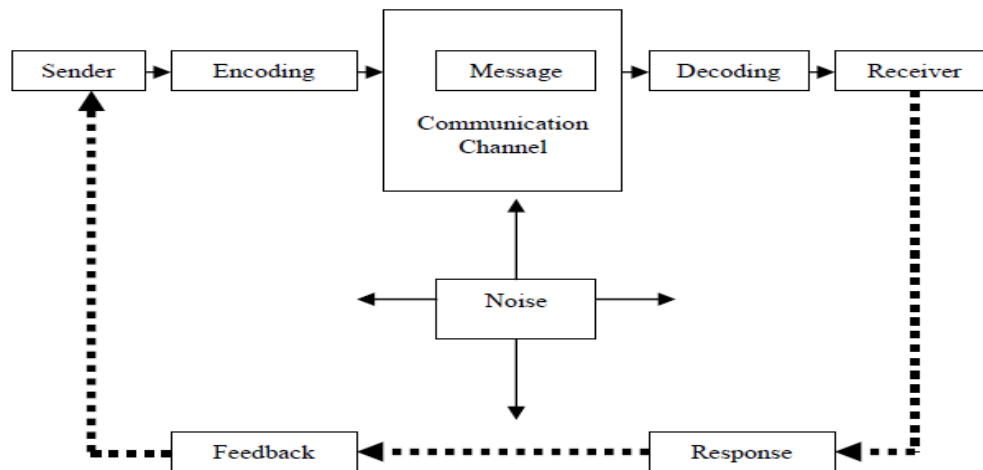 Sender
Encoding
Message
Communication
Channel
Decoding
Receiver
Noise
Feedback
Response